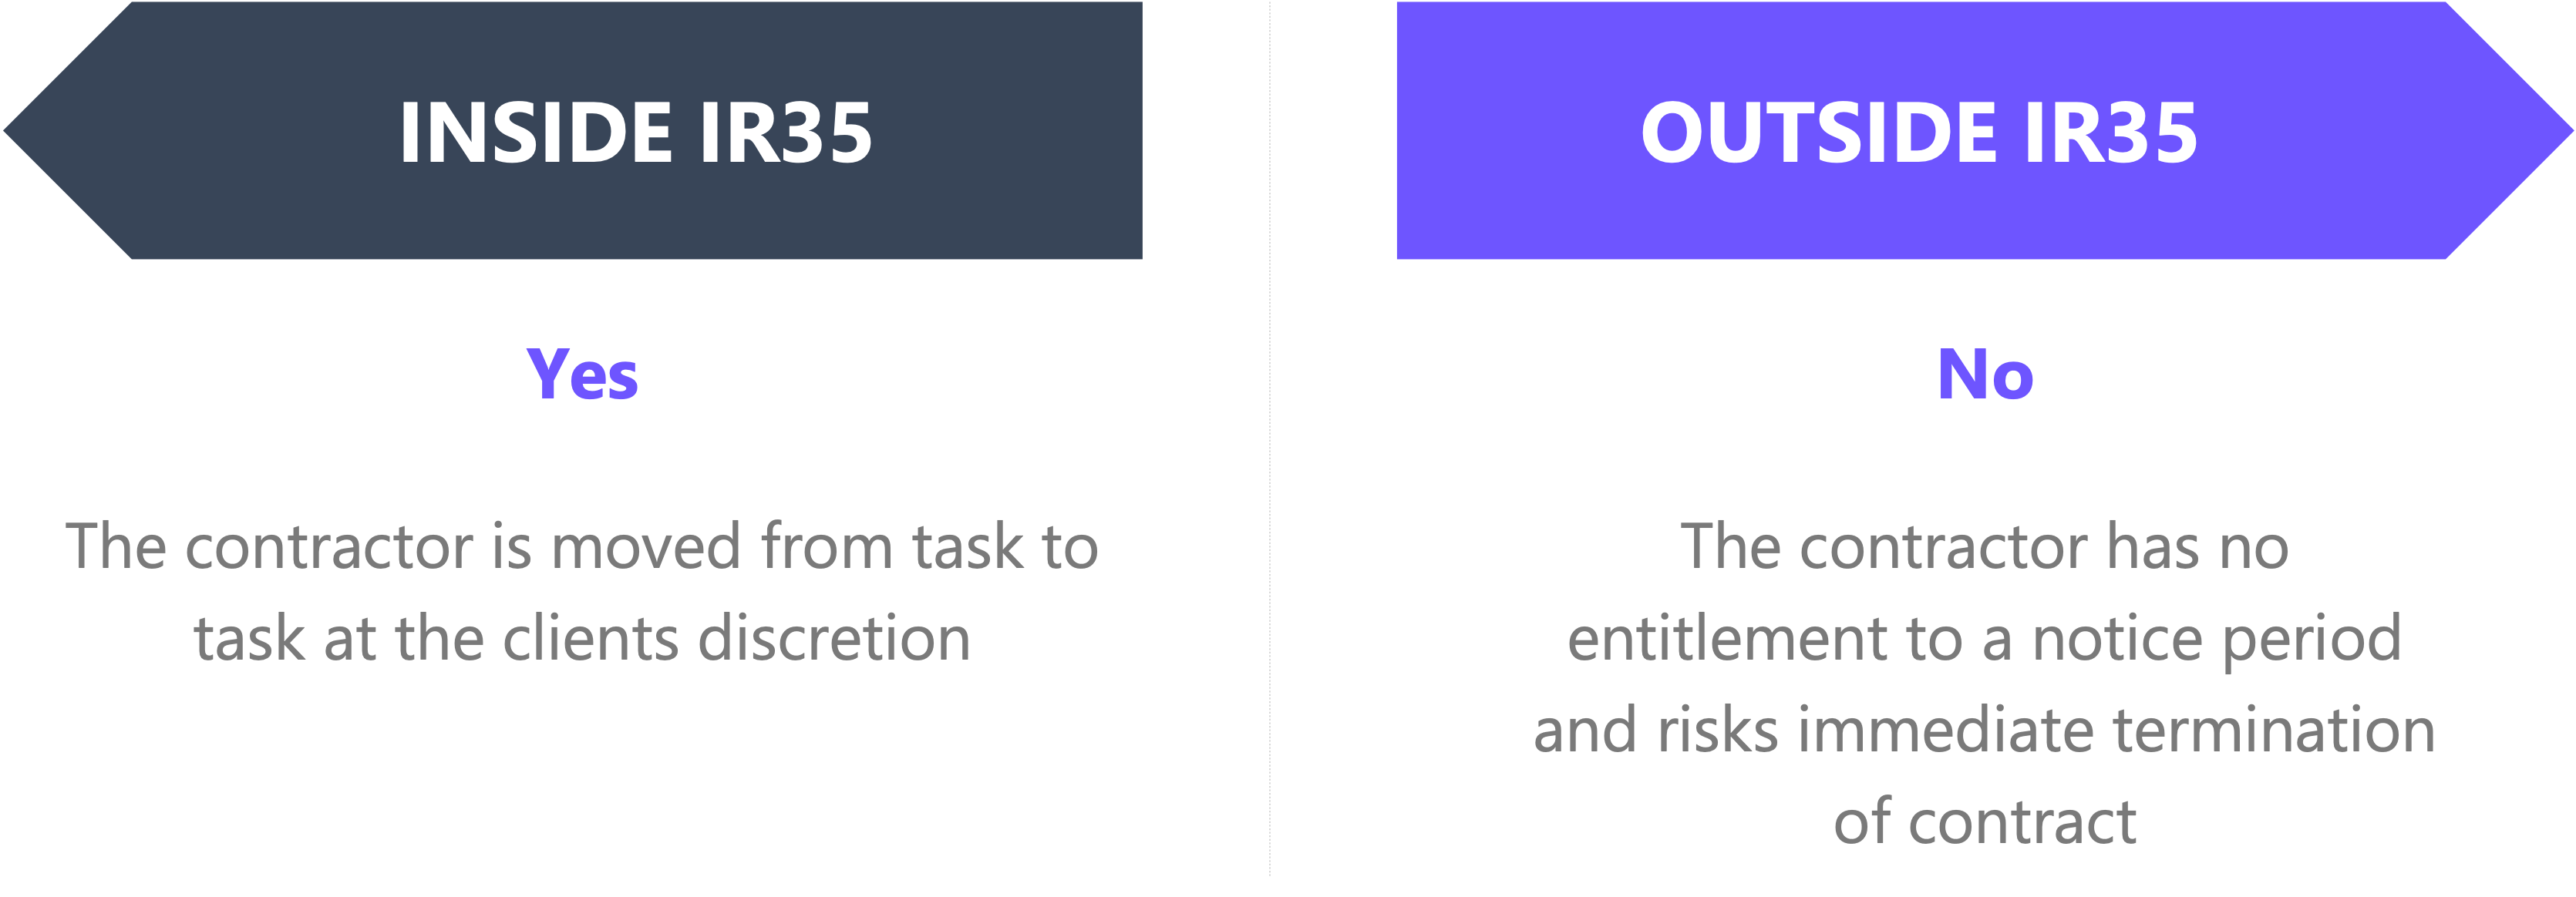 INSIDE IR35
Yes
The contractor is moved from task to
task at the clients discretion
OUTSIDE IR35
No
The contractor has no
entitlement to a notice period
and risks immediate termination
of contract